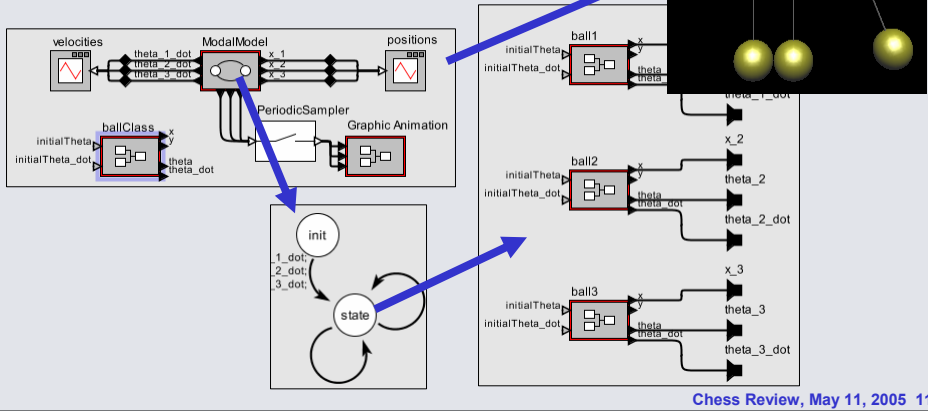 velocities
theta_1_dot
theta_2_dot
theta_3_dot
ModalModel
x_1
x_2
x_3
positions
PeriodicSampler
Graphic Animation
ballClass
initialTheta
initialTheta_dot
x
y
theta
theta_dot
init
_1_dot;
_2_dot;
_3_dot;
state
ball1
initialTheta
initialTheta_dot
x
y
theta
theta
theta_1_dot
ball2
initialTheta
initialTheta_dot
x
y
theta
theta_dot
x_2
theta_2
theta_2_dot
ball3
initialTheta
initialTheta_dot
x
y
theta
theta_dot
x_3
theta_3
theta_3_dot
Chess Review, May 11, 2005 11